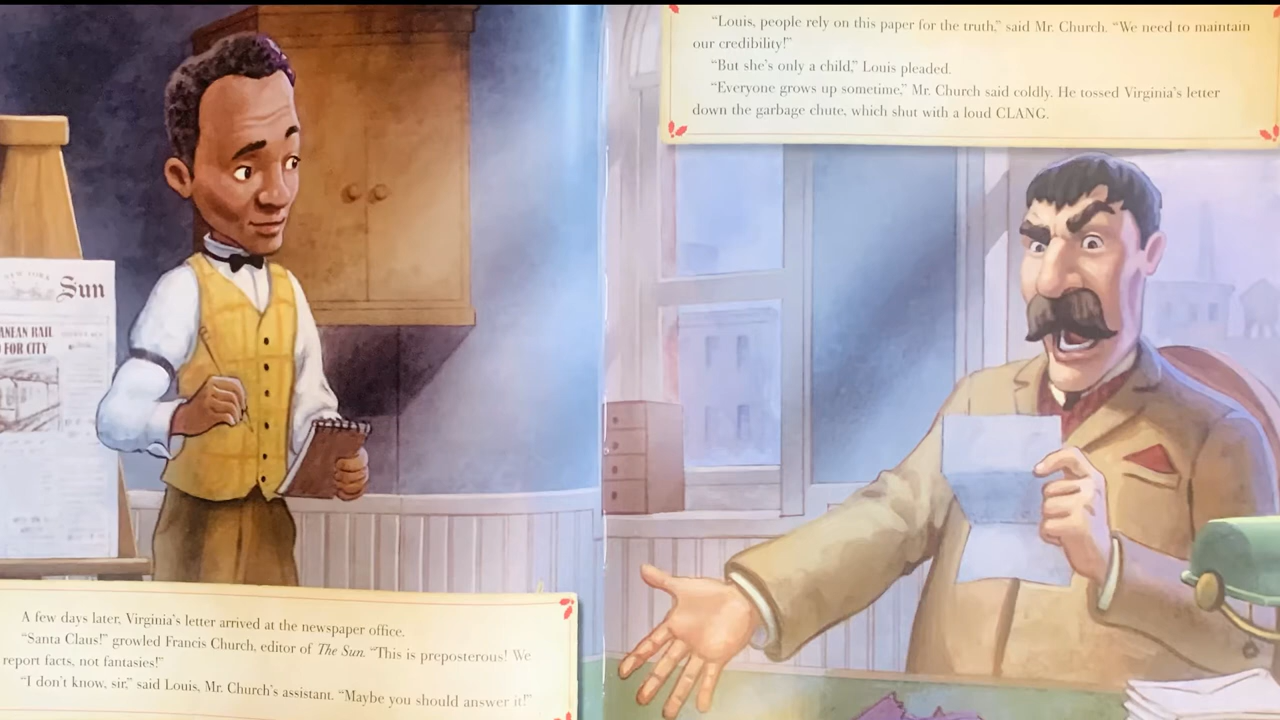 NEW YORK
Sun
ANEAN RAIL
FOR CITY
A few days later, Virginia's letter arrived at the newspaper office.
"Santa Claus!" growled Francis Church, editor of The Sun. "This is preposterous! We
report facts, not fantasies!"
"I don't know, sir," said Louis, Mr. Church's assistant. "Maybe you should answer it!"
"Louis, people rely on this paper for the truth," said Mr. Church. "We need to maintain
our credibility!"
"But she's only a child," Louis pleaded.
"Everyone grows up sometime," Mr. Church said coldly. He tossed Virginia's letter
down the garbage chute, which shut with a loud CLANG.